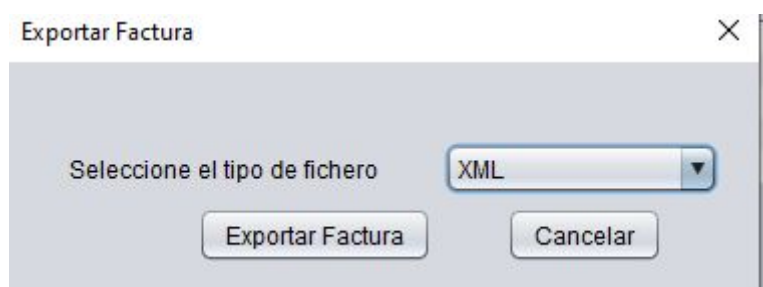 Exportar Factura
Seleccione el tipo de fichero XML
Exportar Factura Cancelar